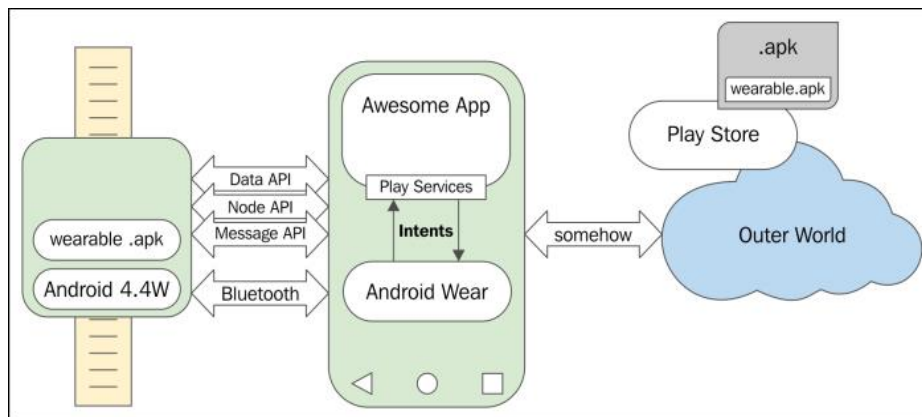 .apk
wearable.apk
Awesome App
Play Store
Data API
Play Services
Node API
Message API
Intents
somehow
Outer World
wearable .apk
Android 4.4W
Bluetooth
Android Wear